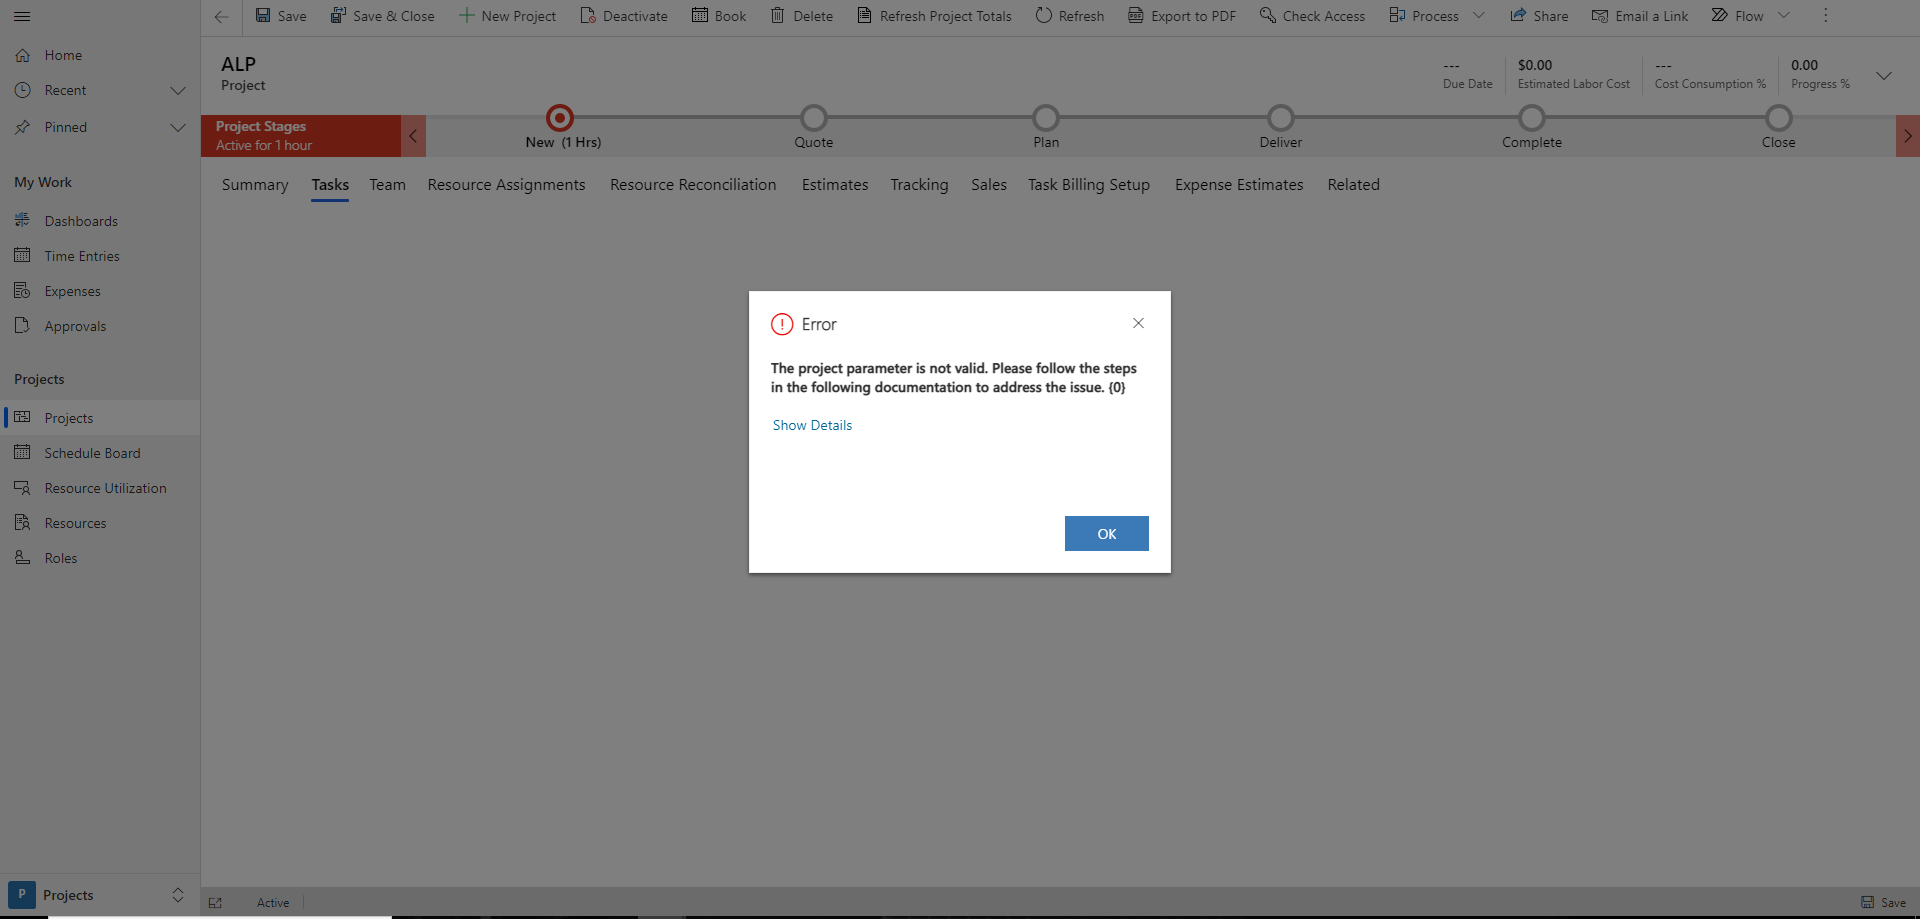 Save
Save & Close
New Project
Deactivate
Book
Delete
Refresh Project Totals
Refresh
Export to PDF
Check Access
Process
Share
Email a Link
Flow
Home
Recent
Pinned
My Work
Dashboards
Time Entries
Expenses
Approvals
Projects
Projects
Schedule Board
Resource Utilization
Resources
Roles
P
Projects
ALP
Project
---
Due Date
$0.00
Estimated Labor Cost
---
Cost Consumption %
0.00
Progress %
Project Stages
Active for 1 hour
New (1 Hrs)
Quote
Plan
Deliver
Complete
Close
Summary
Tasks
Team
Resource Assignments
Resource Reconciliation
Estimates
Tracking
Sales
Task Billing Setup
Expense Estimates
Related
Error
The project parameter is not valid. Please follow the steps
in the following documentation to address the issue. {0}
Show Details
OK
Active
Save